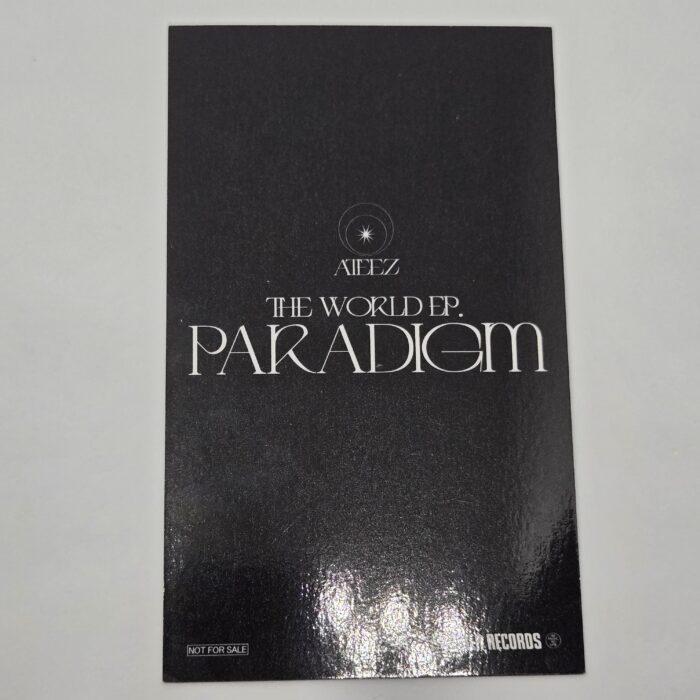 ATEEZ
THE WORLD EP.
PARADIGM
NOT FOR SALE
RECORDS